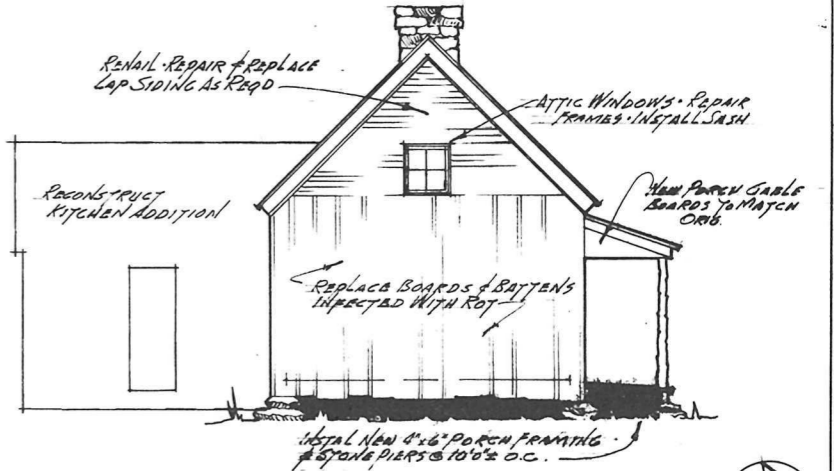 RENAIL · REPAIR & REPLACE
LAP SIDING AS REQD
ATTIC WINDOWS · REPAIR
FRAMES · INSTALL SASH
RECONSTRUCT
KITCHEN ADDITION
NEW PORCH GABLE
BOARDS TO MATCH
ORIG.
REPLACE BOARDS & BATTENS
INFECTED WITH ROT
INSTAL NEW 4"x6" PORCH FRAMING
& STONE PIERS @ 10'0"± O.C.